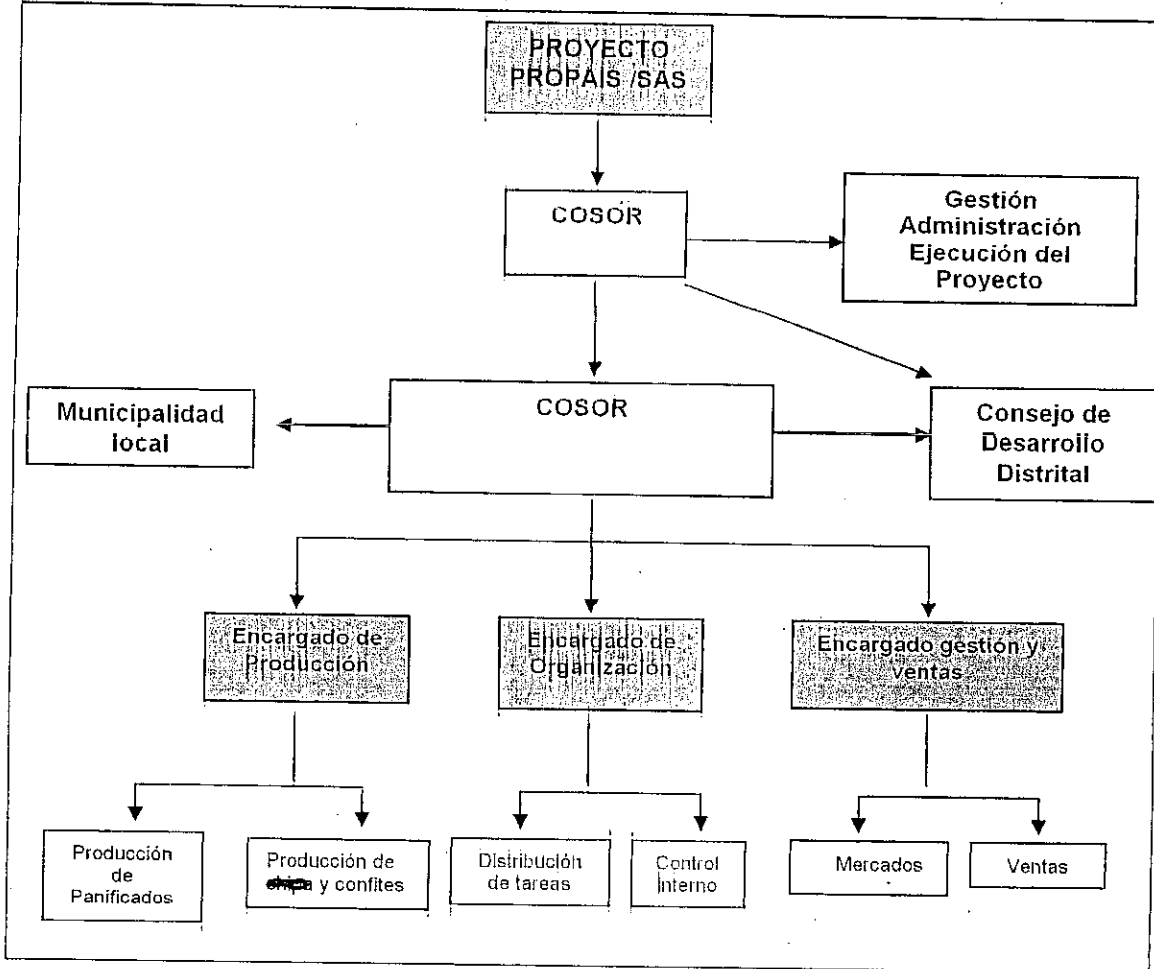 PROYECTO
PROPAIS /SAS
COSOR
Gestión
Administración
Ejecución del
Proyecto
COSOR
Municipalidad
local
Consejo de
Desarrollo
Distrital
Encargado de
Producción
Encargado de
Organización
Encargado gestión y
ventas
Producción
de
Panificados
Producción de
chipa y confites
Distribución
de tareas
Control
Interno
Mercados
Ventas